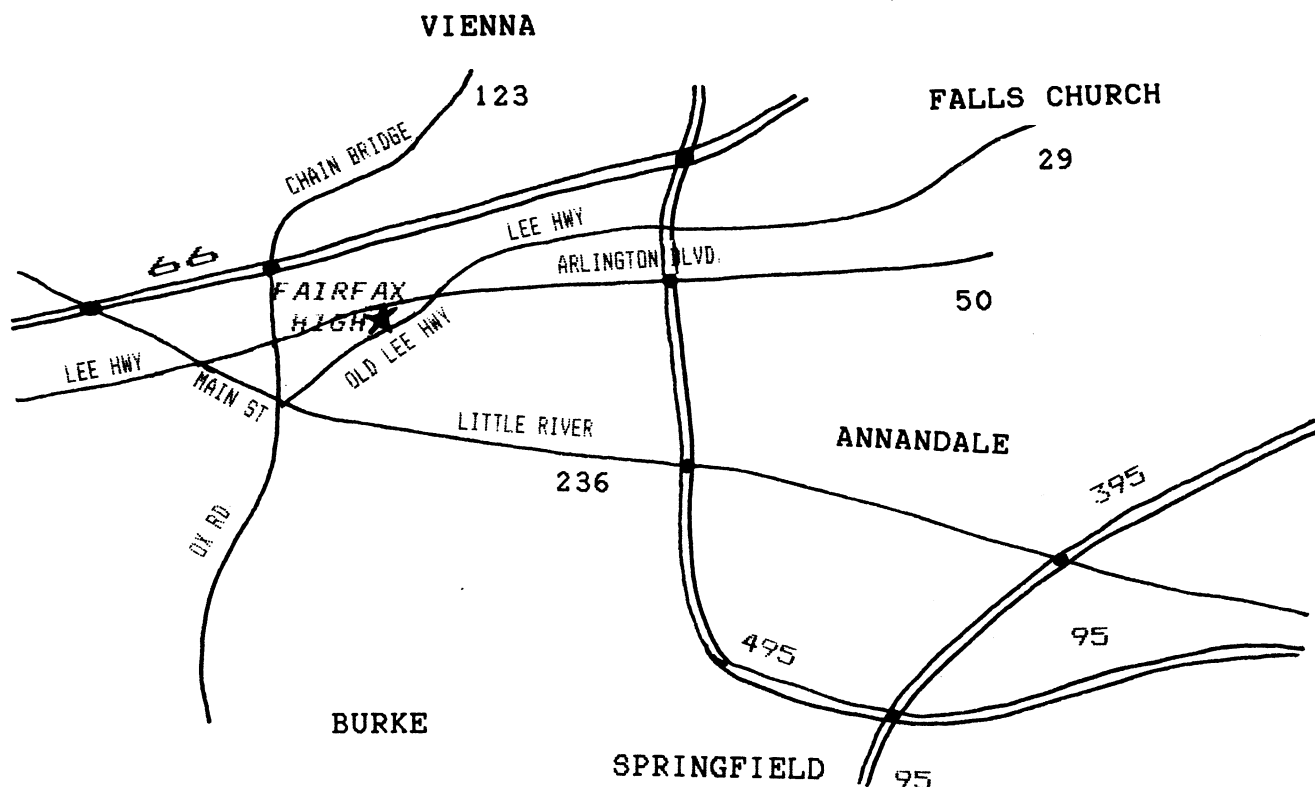 VIENNA
123
FALLS CHURCH
CHAIN BRIDGE
29
LEE HWY
66
ARLINGTON BLVD.
FAIRFAX
HIGH
50
OLD LEE HWY
LEE HWY
MAIN ST
LITTLE RIVER
ANNANDALE
236
395
OX RD
495
95
BURKE
SPRINGFIELD
95